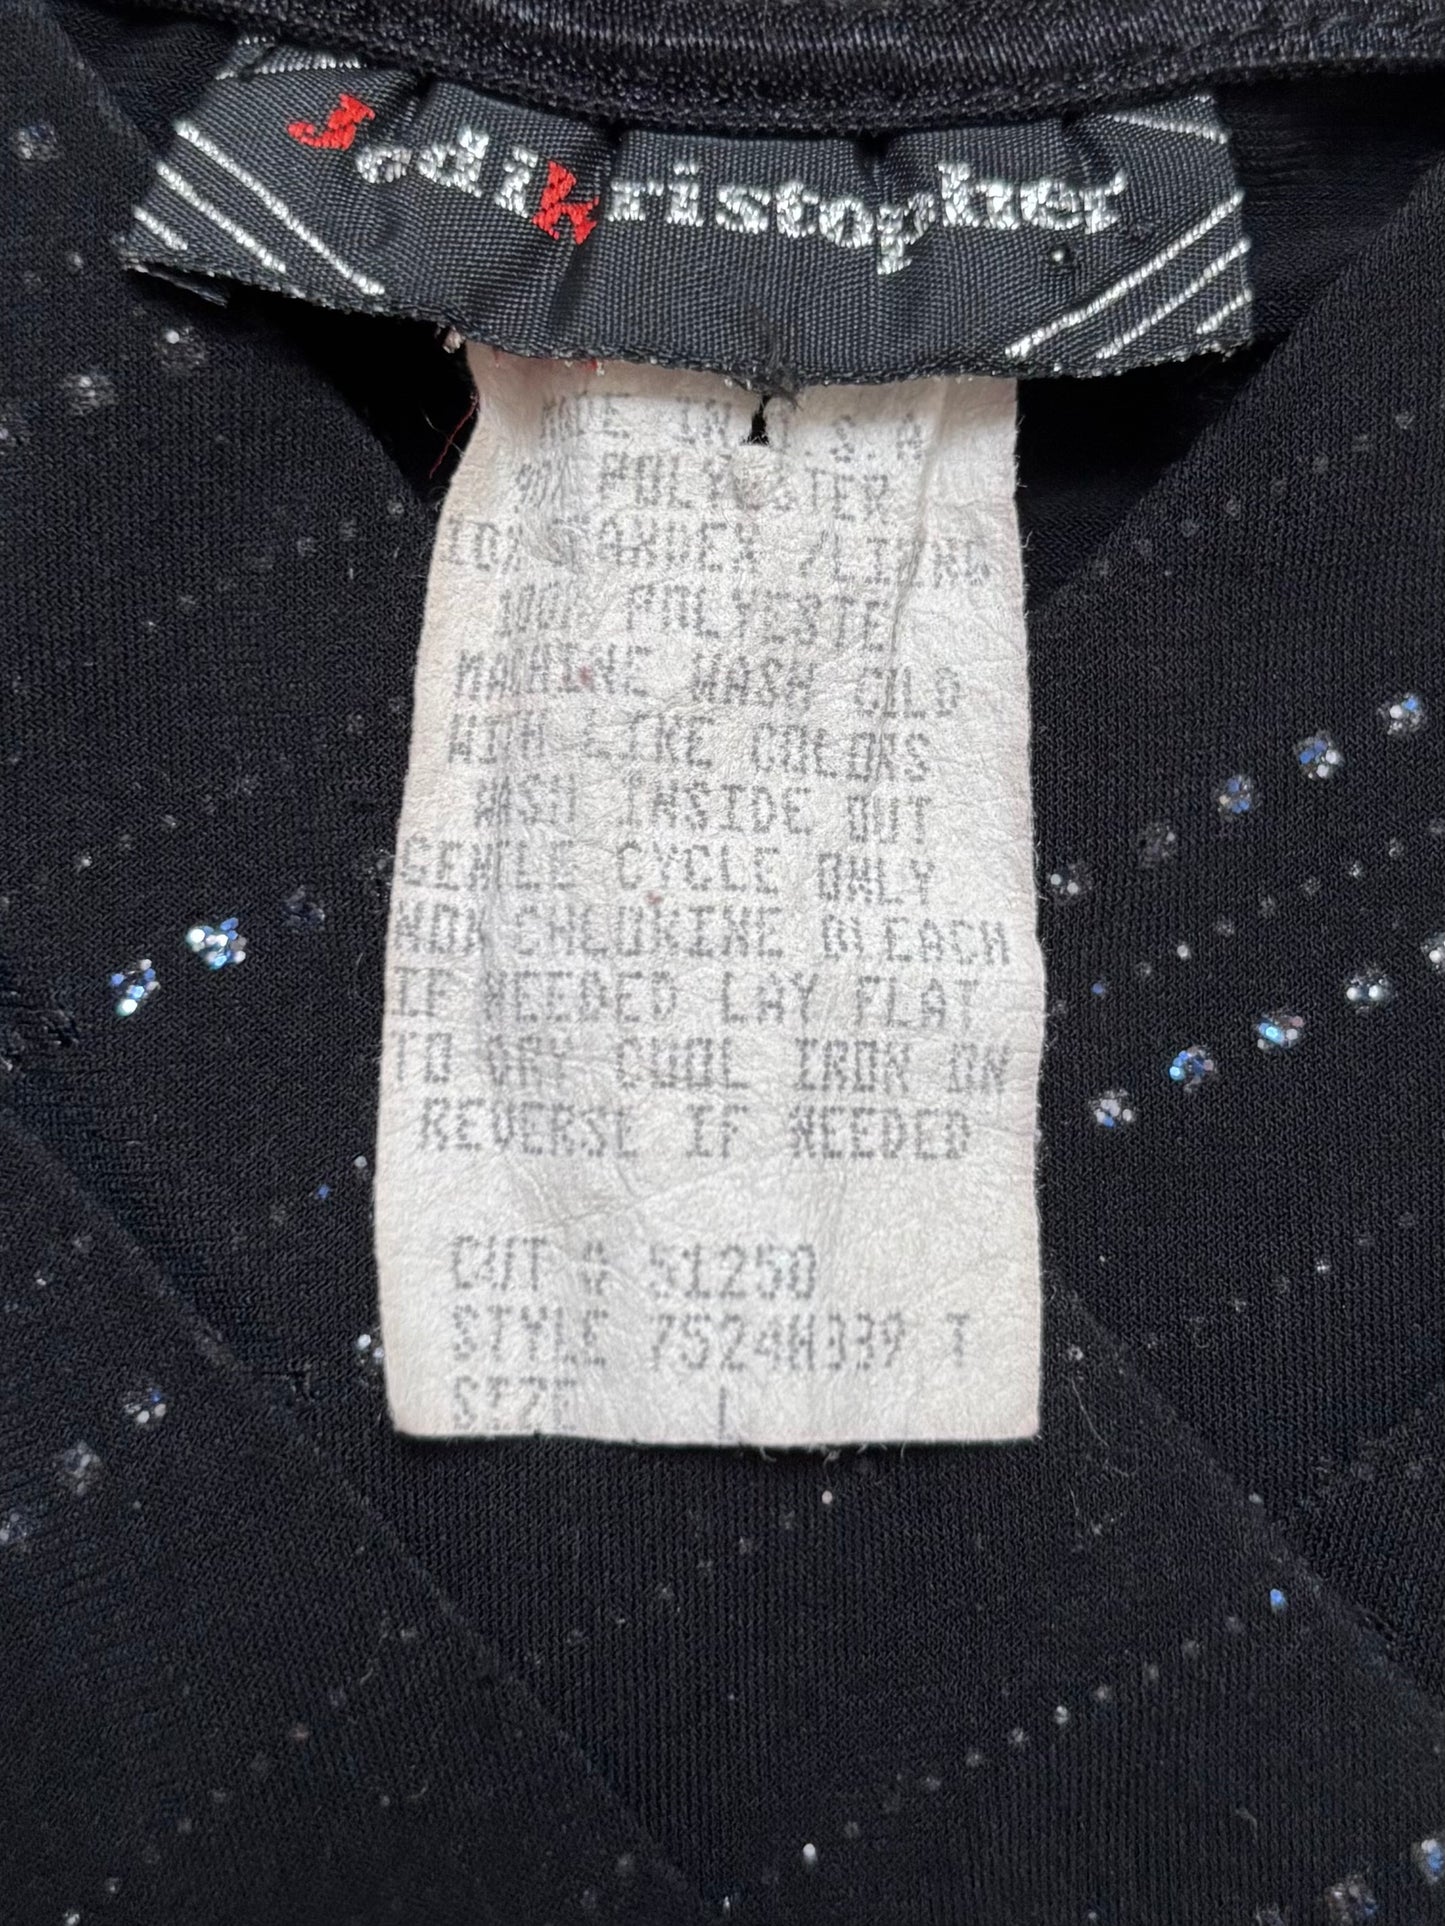 Jodikristopher
MADE IN U.S.A
90% POLYESTER
10% SPANDEX /LINING
100% POLYESTER
MACHINE WASH COLD
WITH LIKE COLORS
WASH INSIDE OUT
GENTLE CYCLE ONLY
NON CHLORINE BLEACH
IF NEEDED LAY FLAT
TO DRY COOL IRON ON
REVERSE IF NEEDED
CUT # 51250
STYLE 7524H339 T
SIZE L